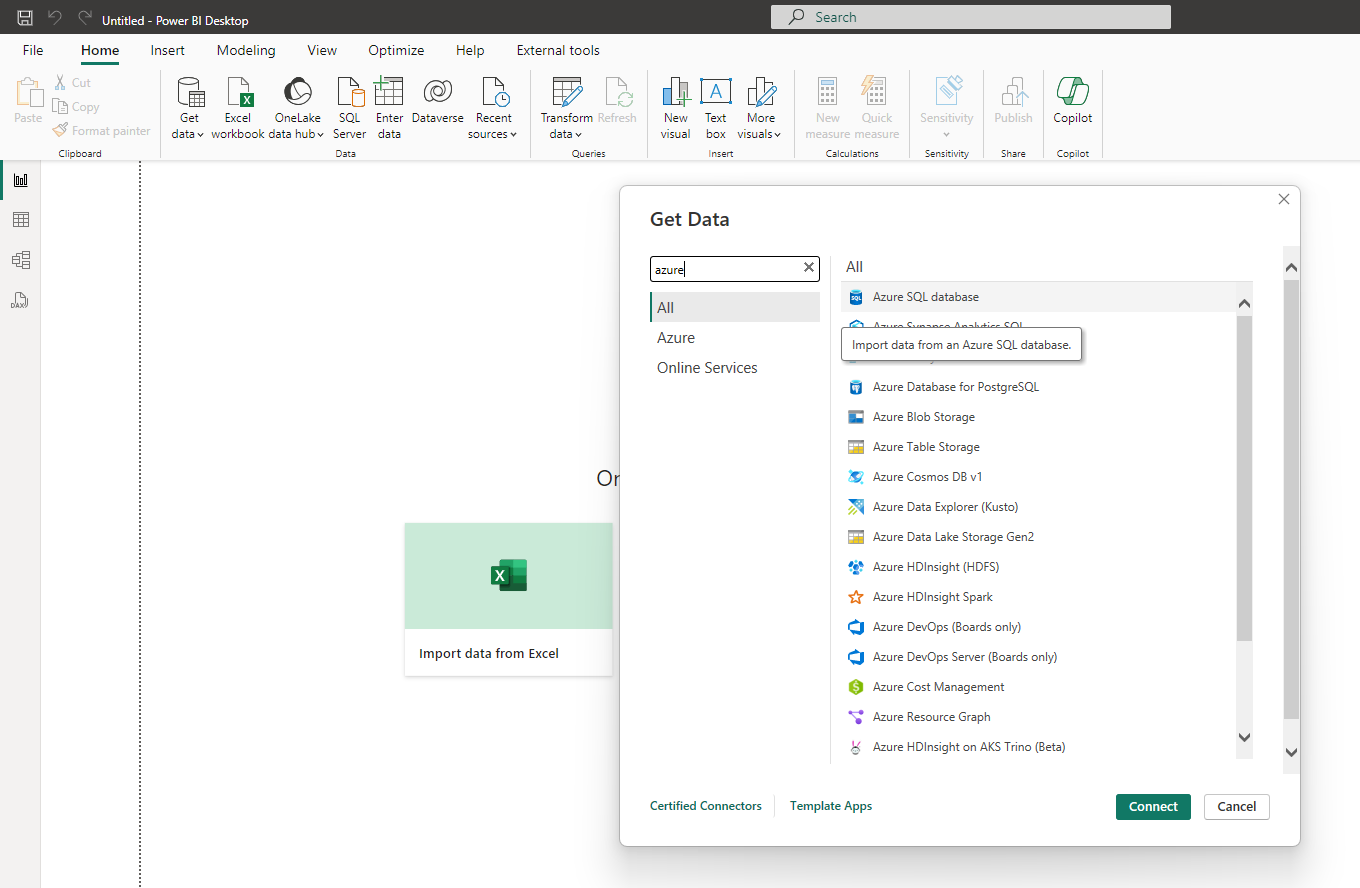 Untitled - Power BI Desktop
Search
File Home Insert Modeling View Optimize Help External tools
Paste
Cut
Copy
Format painter
Clipboard
Get data
Excel workbook
OneLake data hub
SQL Server
Enter data
Dataverse
Recent sources
Data
Transform data
Refresh
Queries
New visual
Text box
More visuals
Insert
New measure
Quick measure
Calculations
Sensitivity
Sensitivity
Publish
Share
Copilot
Copilot
DAX
Import data from Excel
Get Data
azure
All
Azure
Online Services
All
Azure SQL database
Azure Synapse Analytics SQL
Import data from an Azure SQL database.
Azure Database for PostgreSQL
Azure Blob Storage
Azure Table Storage
Azure Cosmos DB v1
Azure Data Explorer (Kusto)
Azure Data Lake Storage Gen2
Azure HDInsight (HDFS)
Azure HDInsight Spark
Azure DevOps (Boards only)
Azure DevOps Server (Boards only)
Azure Cost Management
Azure Resource Graph
Azure HDInsight on AKS Trino (Beta)
Certified Connectors
Template Apps
Connect
Cancel